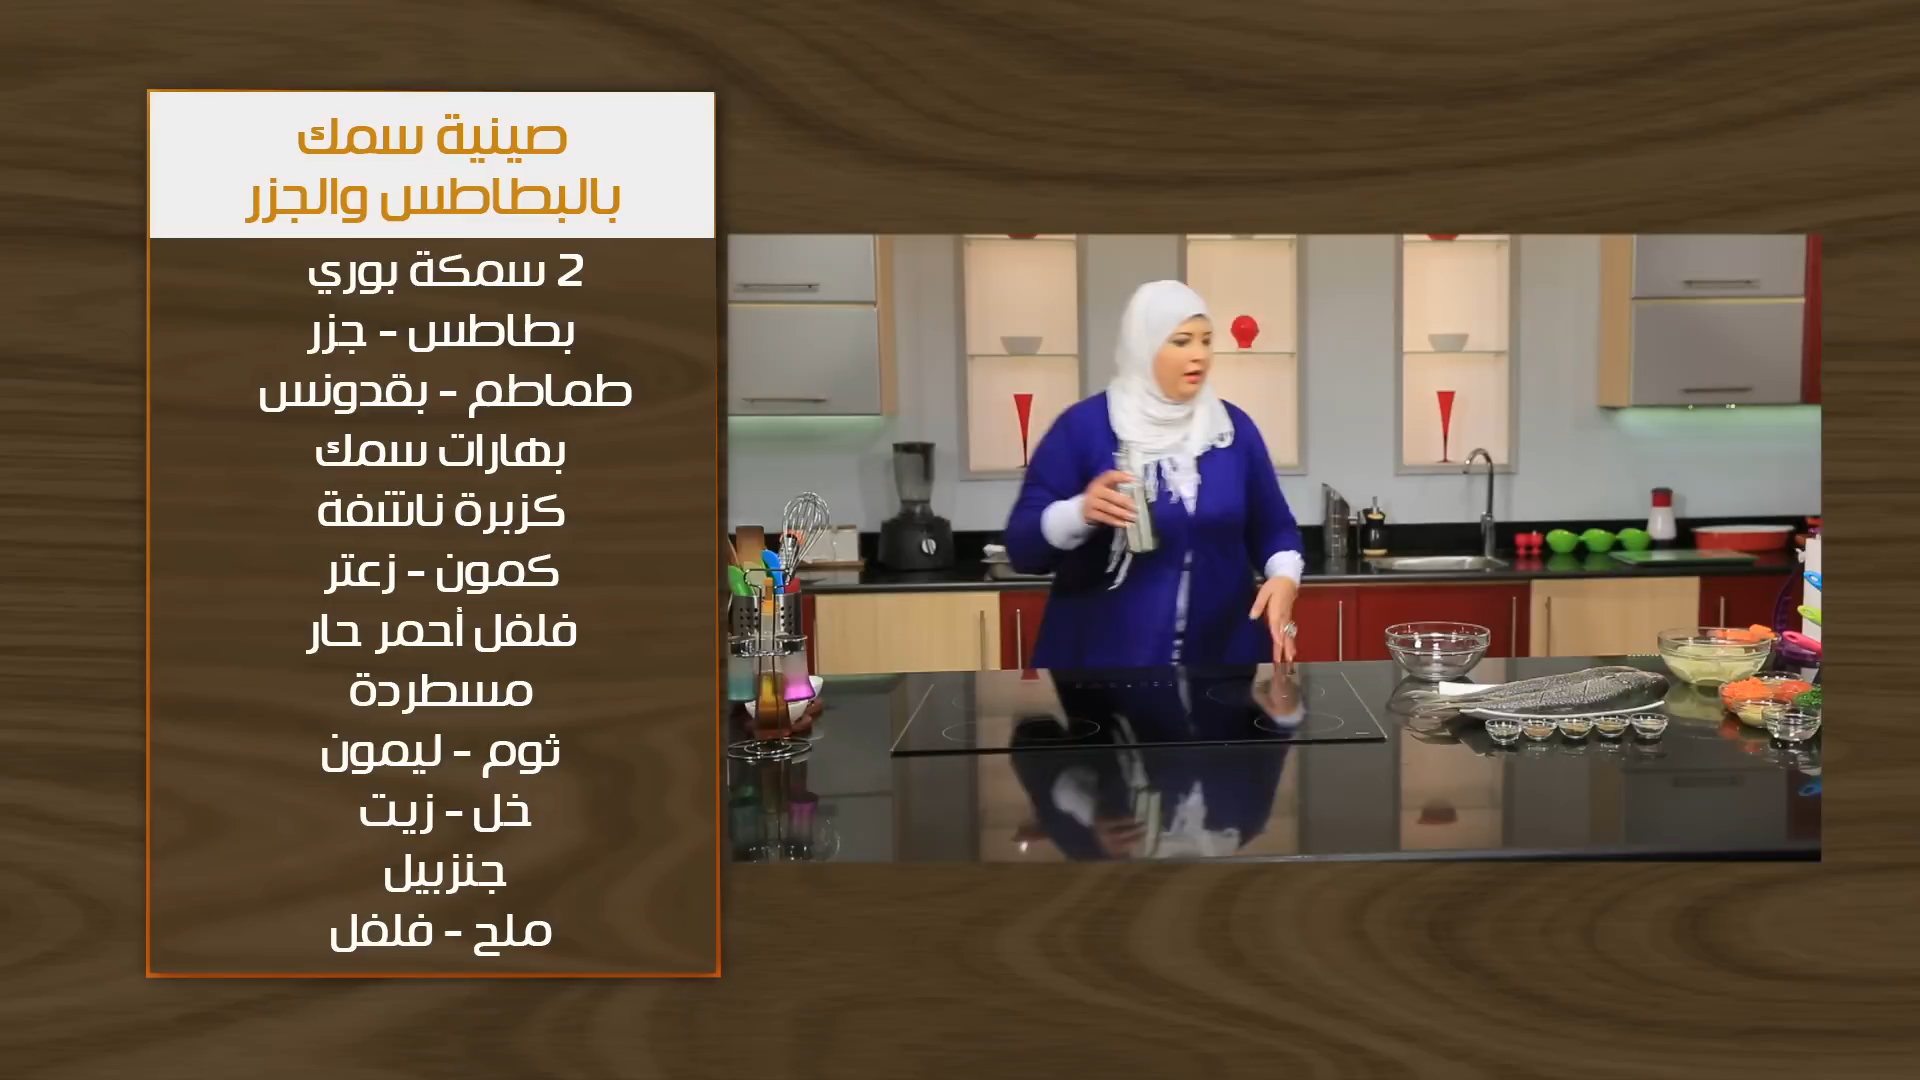 صينية سمك
بالبطاطس والجزر
2 سمكة بوري
بطاطس - جزر
طماطم - بقدونس
بهارات سمك
كزبرة ناشفة
كمون - زعتر
فلفل أحمر حار
مسطردة
ثوم - ليمون
خل - زيت
جنزبيل
ملح - فلفل